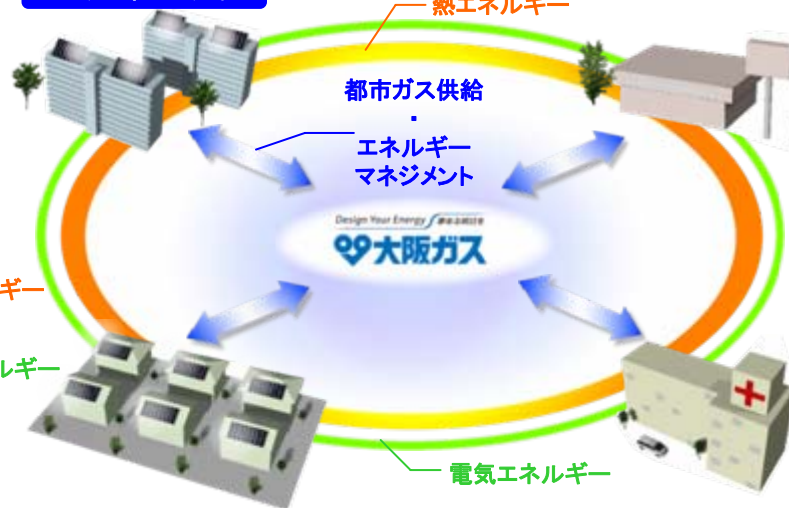 熱エネルギー
都市ガス供給
・
エネルギー
マネジメント
Design Your Energy
大阪ガス
ギー
ルギー
電気エネルギー